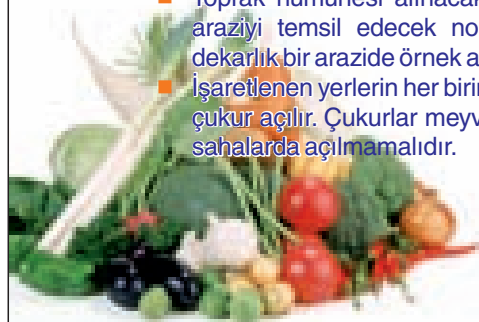 Toprak numunesi alınacak
araziyi temsil edecek no
dekarlık bir arazide örnek a
İşaretlenen yerlerin her birin
çukur açılır. Çukurlar meyv
sahalarda açılmamalıdır.